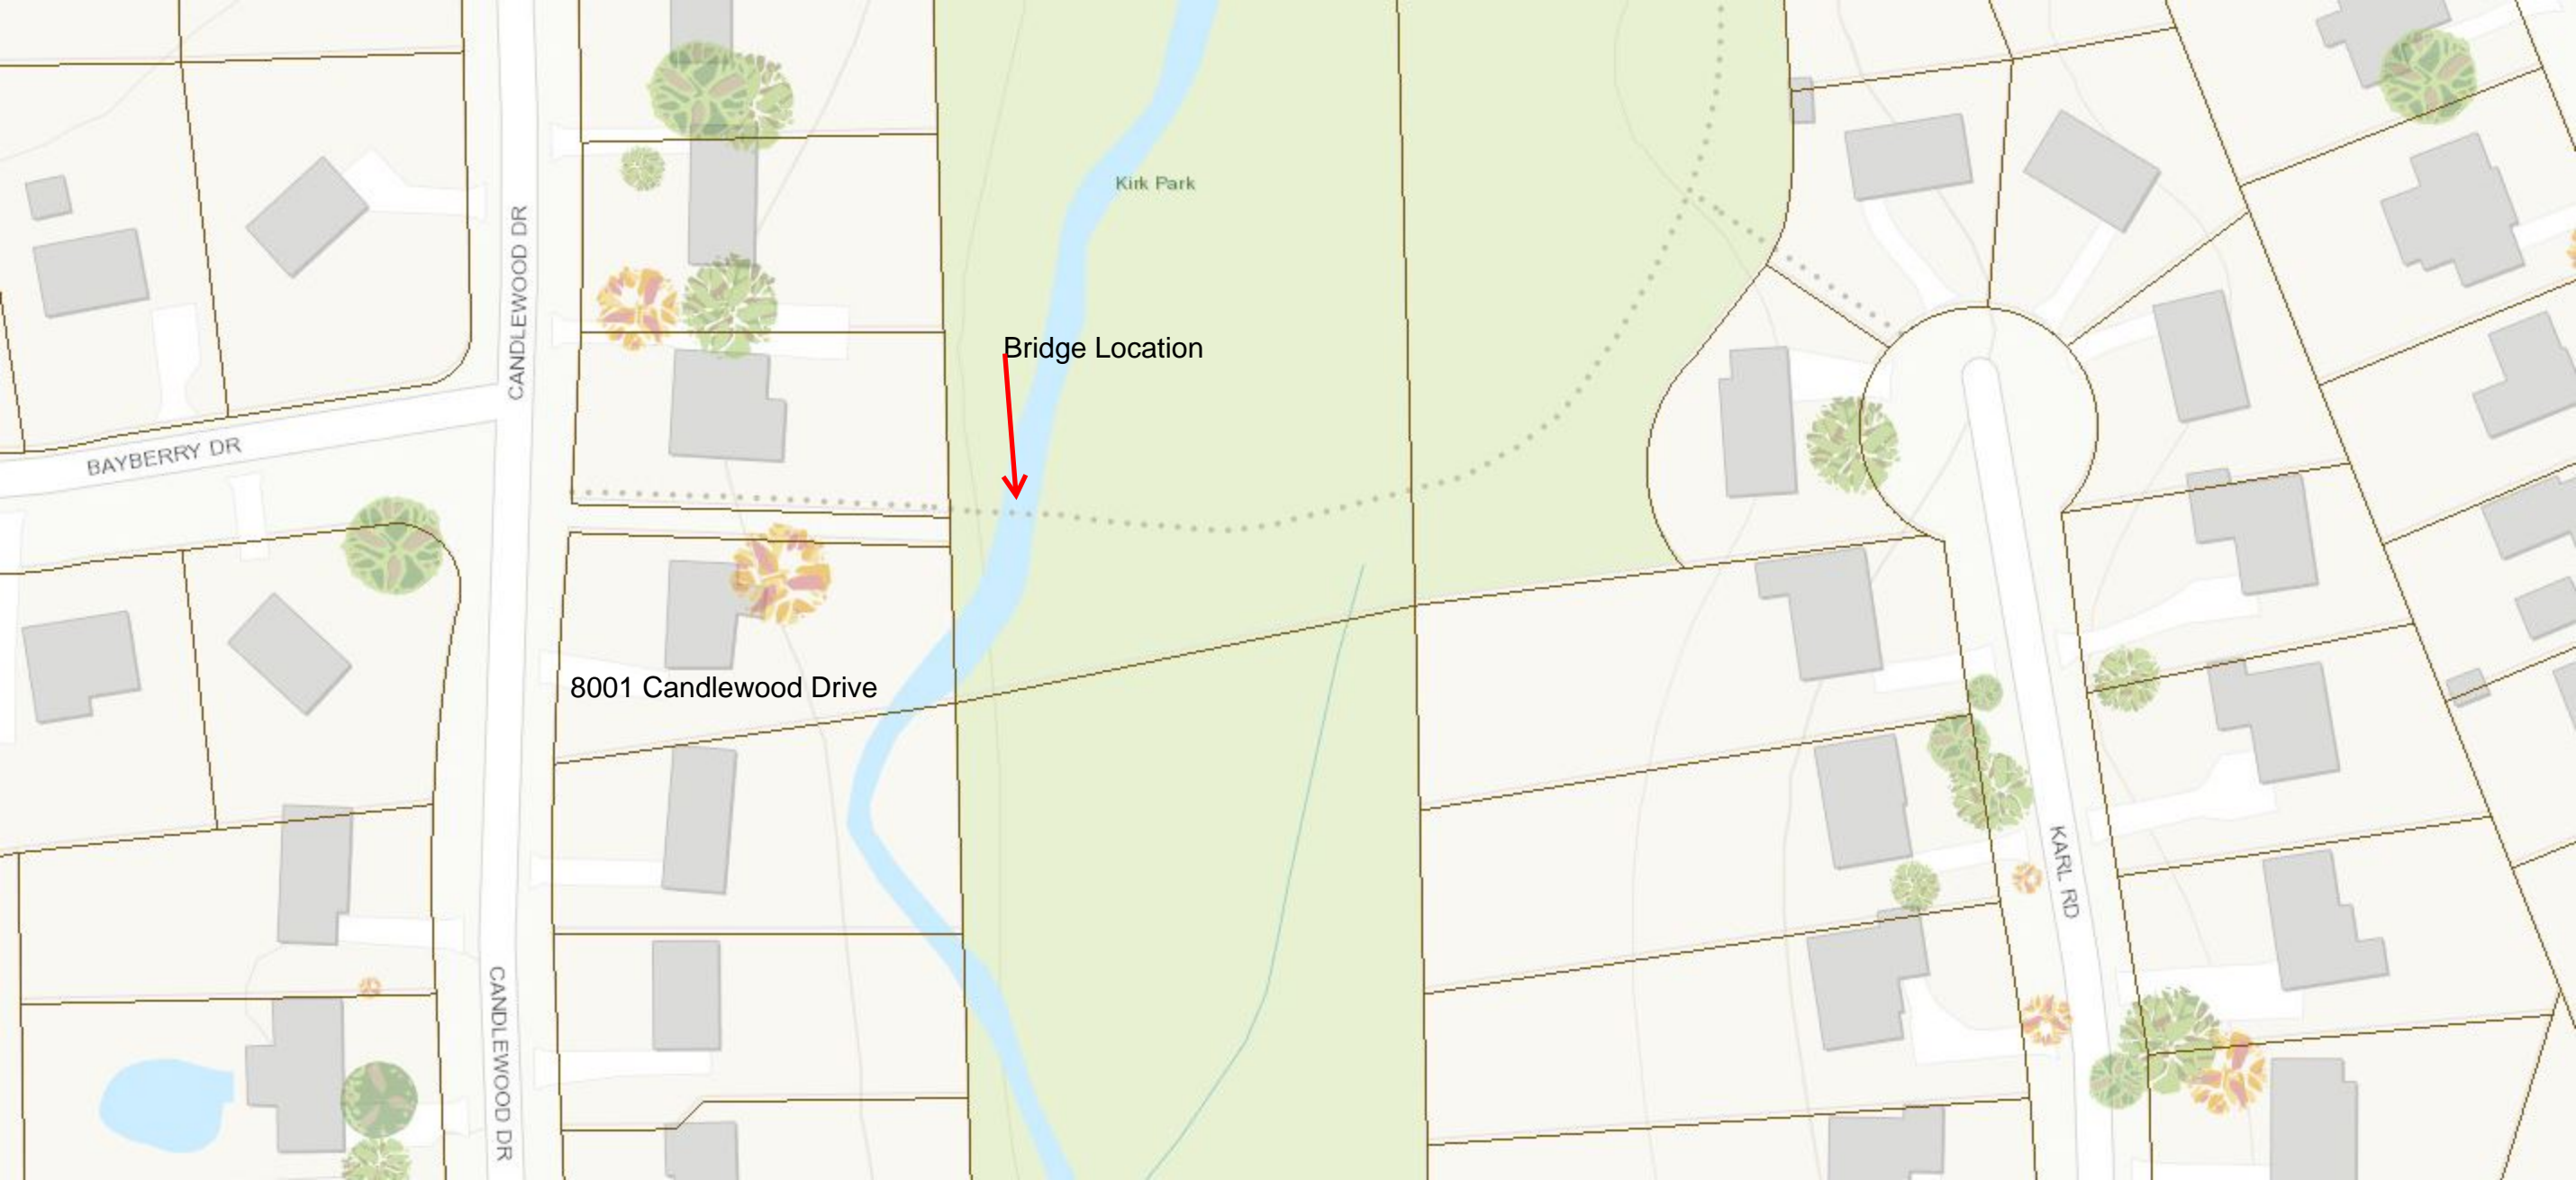 Kirk Park
CANDLEWOOD DR
Bridge Location
BAYBERRY DR
8001 Candlewood Drive
KARL RD
CANDLEWOOD DR